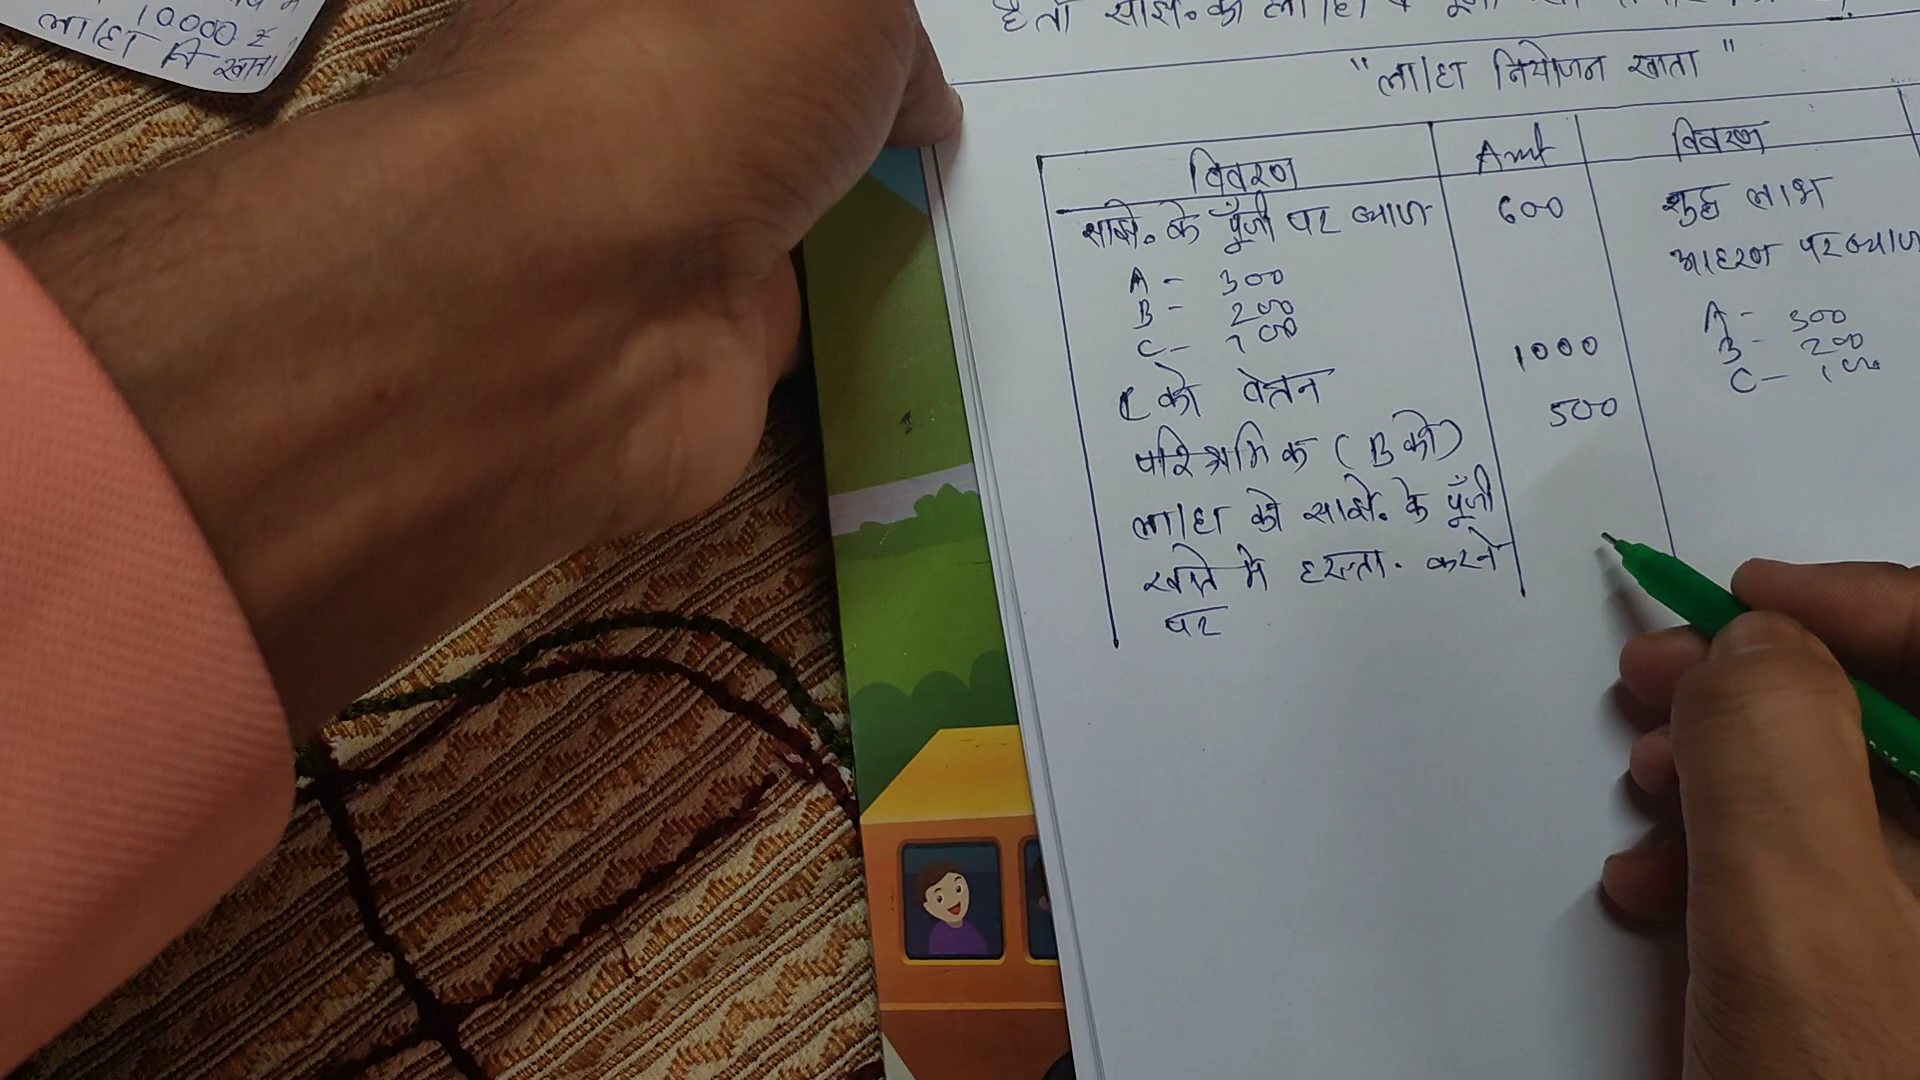 10000 ₹
लाभ नि
खाता
है तो साझे. को लाभ
"लाभ नियोजन खाता"
विवरण Amt विवरण
साझे. के पूँजी पर ब्याज 600 शुद्ध लाभ
आहरण पर ब्याज
A - 300 A - 300
B - 200 B - 200
C - 100 C - 100
C को वेतन 1000
परिश्रमिक (B को) 500
लाभ को साझे. के पूँजी
खाते मे हस्ता. करने
पर